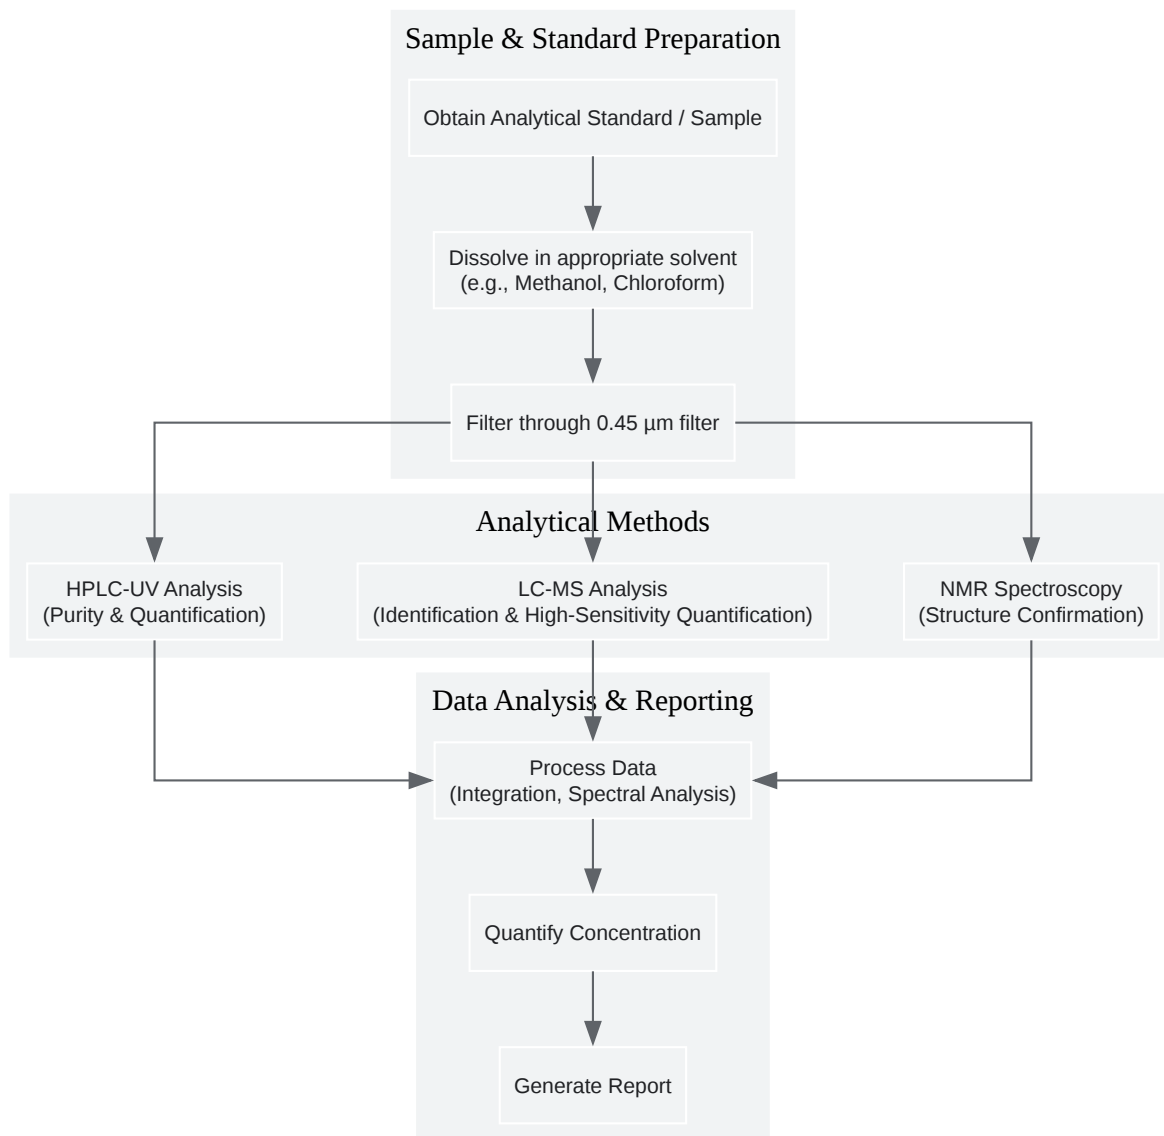 Sample & Standard Preparation
Obtain Analytical Standard / Sample
Dissolve in appropriate solvent
(e.g., Methanol, Chloroform)
Filter through 0.45 µm filter
Analytical Methods
HPLC-UV Analysis
(Purity & Quantification)
LC-MS Analysis
(Identification & High-Sensitivity Quantification)
NMR Spectroscopy
(Structure Confirmation)
Data Analysis & Reporting
Process Data
(Integration, Spectral Analysis)
Quantify Concentration
Generate Report